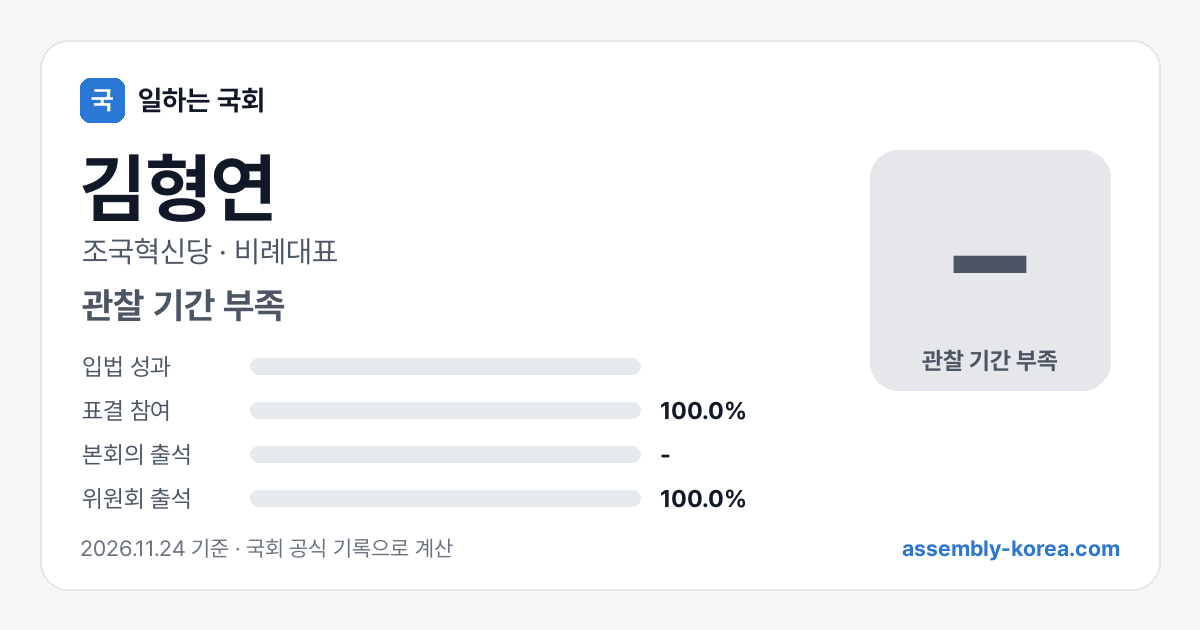 국 일하는 국회
김형연
조국혁신당 · 비례대표
관찰 기간 부족
–
관찰 기간 부족
입법 성과
표결 참여 100.0%
본회의 출석 -
위원회 출석 100.0%
2026.11.24 기준 · 국회 공식 기록으로 계산
assembly-korea.com